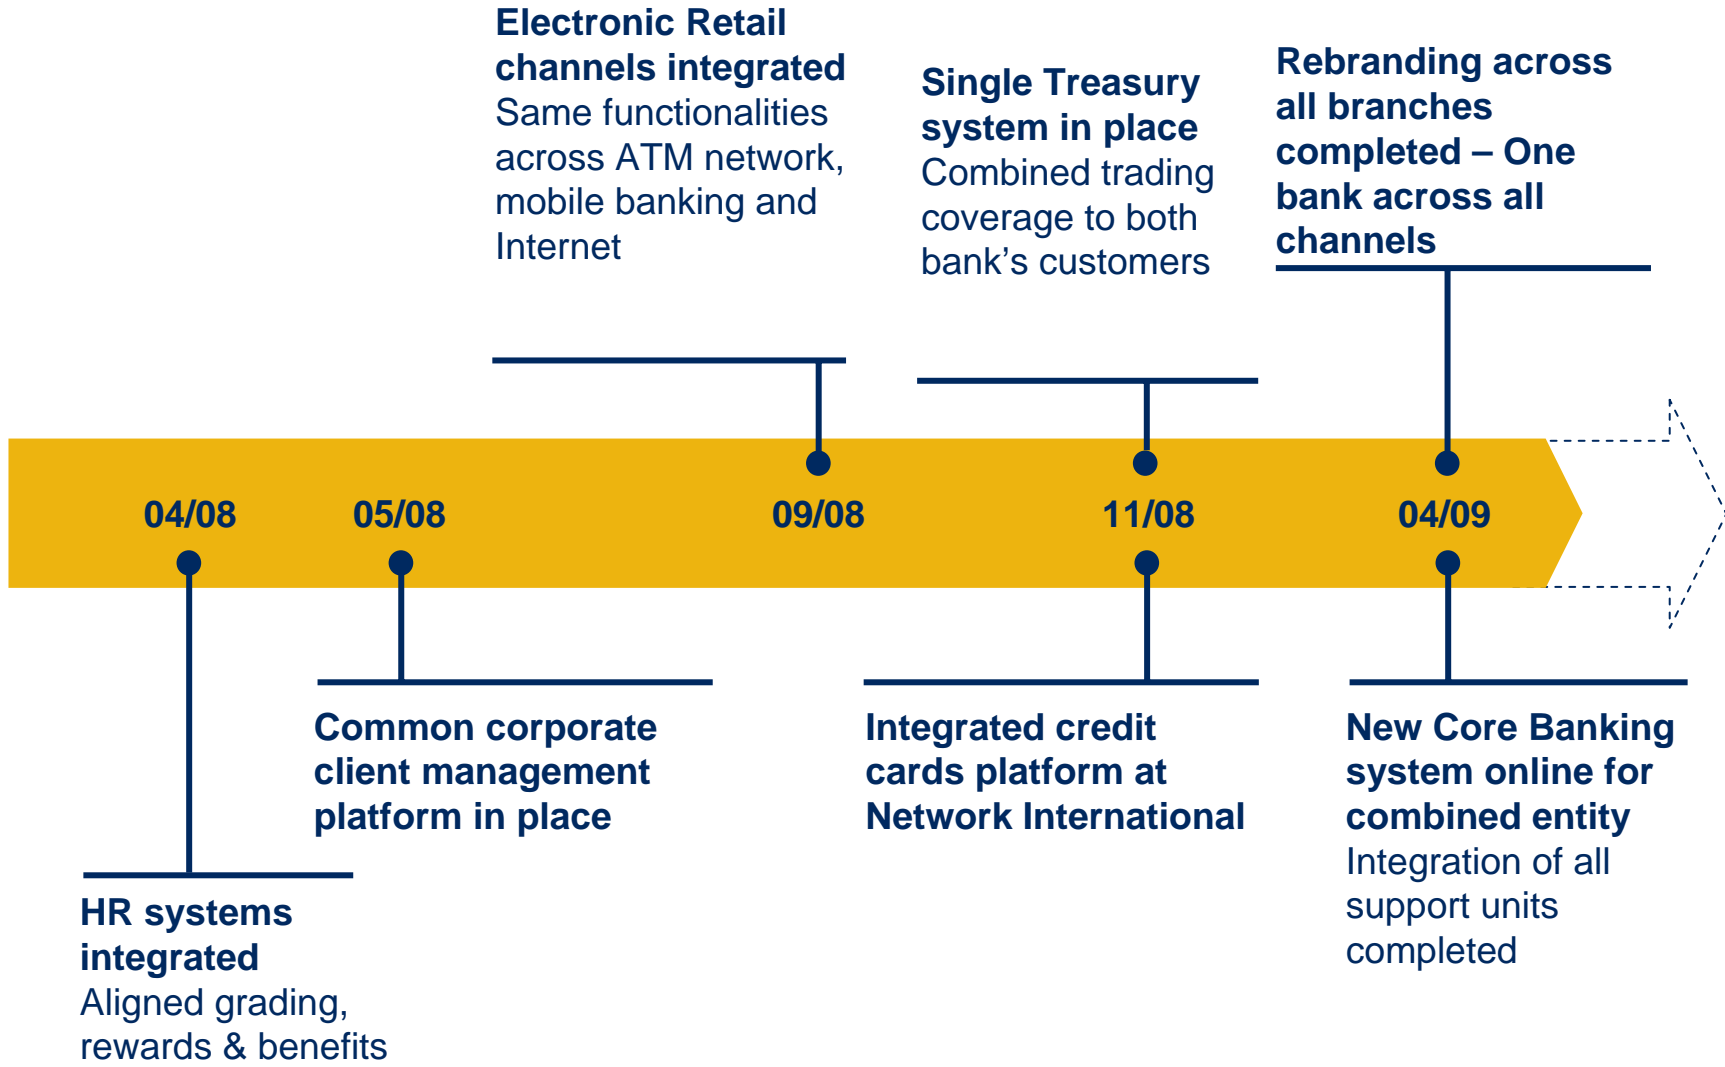 Electronic Retail
channels integrated
Same functionalities
across ATM network,
mobile banking and
Internet
Single Treasury
system in place
Combined trading
coverage to both
bank’s customers
Rebranding across
all branches
completed – One
bank across all
channels
04/08
05/08
09/08
11/08
04/09
HR systems
integrated
Aligned grading,
rewards & benefits
Common corporate
client management
platform in place
Integrated credit
cards platform at
Network International
New Core Banking
system online for
combined entity
Integration of all
support units
completed